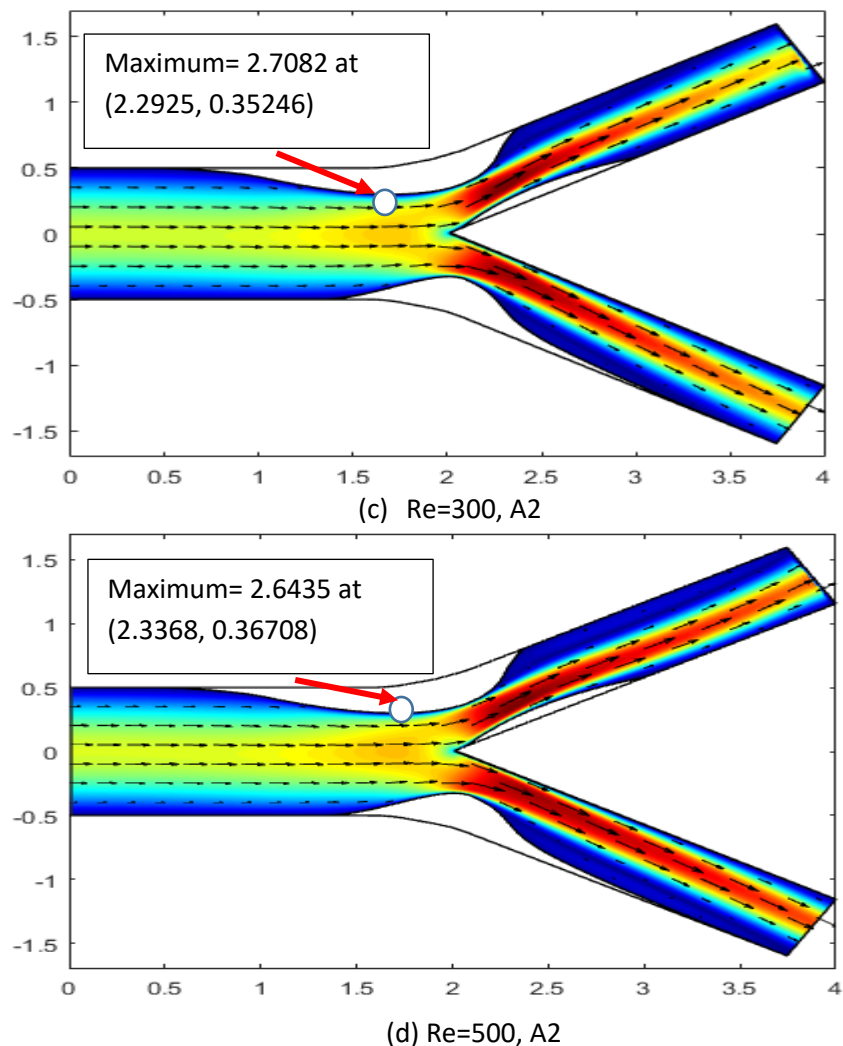 1.5
Maximum= 2.7082 at
(2.2925, 0.35246)
1
0.5
0
-0.5
-1
-1.5
0 0.5 1 1.5 2 2.5 3 3.5 4
(c) Re=300, A2
1.5
Maximum= 2.6435 at
(2.3368, 0.36708)
1
0.5
0
-0.5
-1
-1.5
0 0.5 1 1.5 2 2.5 3 3.5 4
(d) Re=500, A2